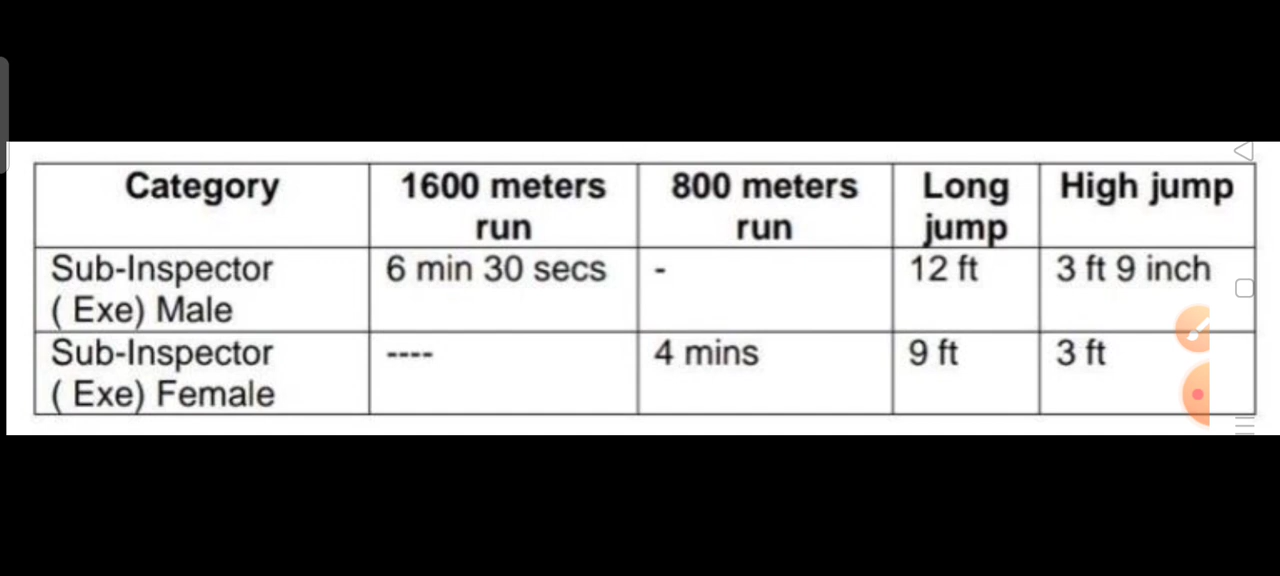 Category 1600 meters 800 meters Long High jump
run run jump
Sub-Inspector 6 min 30 secs - 12 ft 3 ft 9 inch
( Exe) Male
Sub-Inspector ---- 4 mins 9 ft 3 ft
( Exe) Female